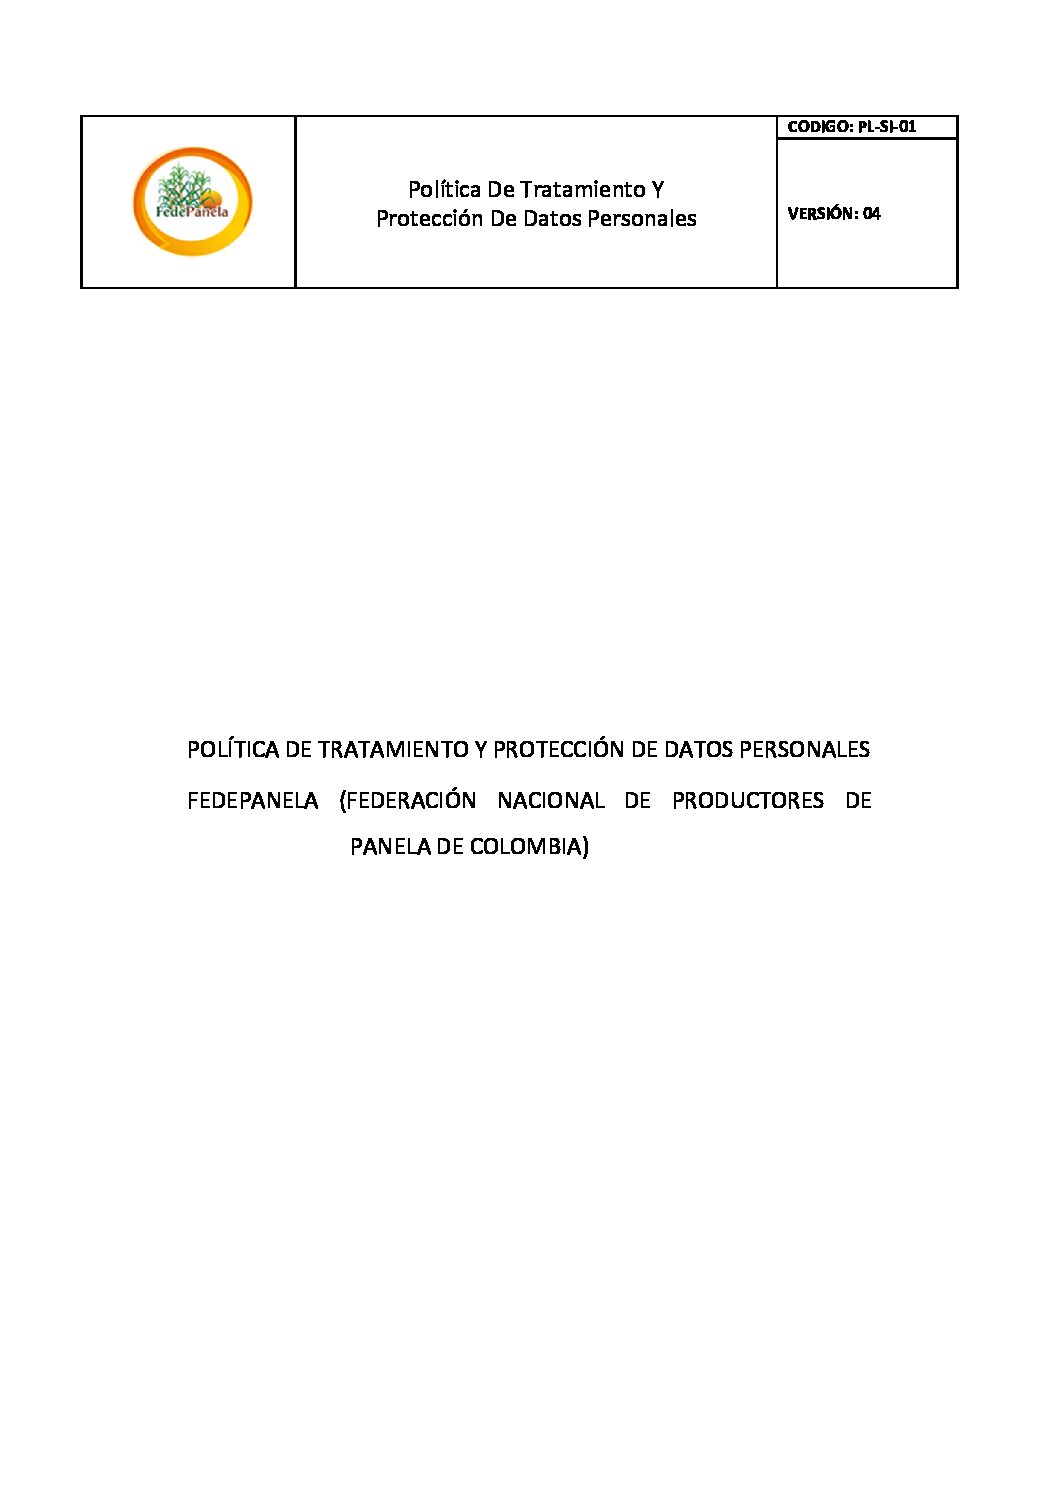 FedePanela
Política De Tratamiento Y
Protección De Datos Personales
CODIGO: PL-SI-01
VERSIÓN: 04
POLÍTICA DE TRATAMIENTO Y PROTECCIÓN DE DATOS PERSONALES
FEDEPANELA (FEDERACIÓN NACIONAL DE PRODUCTORES DE
PANELA DE COLOMBIA)